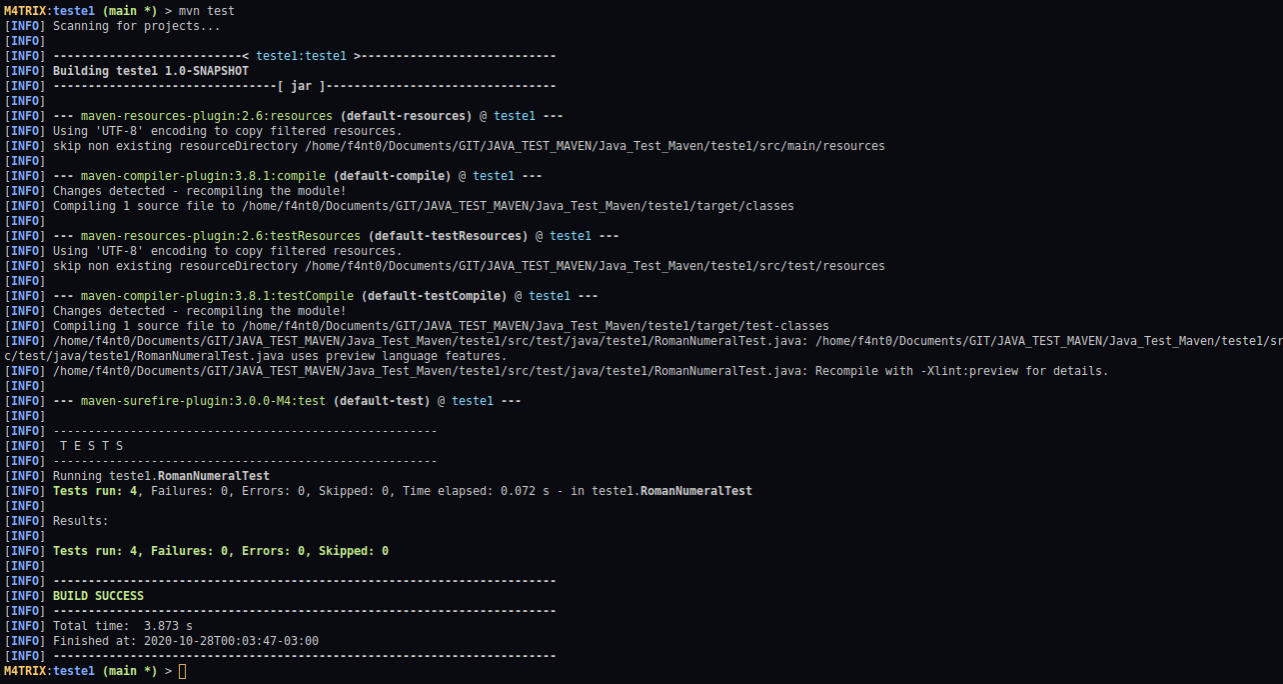 M4TRIX:teste1 (main *) > mvn test
[INFO] Scanning for projects...
[INFO]
[INFO] ---------------------------< teste1:teste1 >----------------------------
[INFO] Building teste1 1.0-SNAPSHOT
[INFO] --------------------------------[ jar ]---------------------------------
[INFO]
[INFO] --- maven-resources-plugin:2.6:resources (default-resources) @ teste1 ---
[INFO] Using 'UTF-8' encoding to copy filtered resources.
[INFO] skip non existing resourceDirectory /home/f4nt0/Documents/GIT/JAVA_TEST_MAVEN/Java_Test_Maven/teste1/src/main/resources
[INFO]
[INFO] --- maven-compiler-plugin:3.8.1:compile (default-compile) @ teste1 ---
[INFO] Changes detected - recompiling the module!
[INFO] Compiling 1 source file to /home/f4nt0/Documents/GIT/JAVA_TEST_MAVEN/Java_Test_Maven/teste1/target/classes
[INFO]
[INFO] --- maven-resources-plugin:2.6:testResources (default-testResources) @ teste1 ---
[INFO] Using 'UTF-8' encoding to copy filtered resources.
[INFO] skip non existing resourceDirectory /home/f4nt0/Documents/GIT/JAVA_TEST_MAVEN/Java_Test_Maven/teste1/src/test/resources
[INFO]
[INFO] --- maven-compiler-plugin:3.8.1:testCompile (default-testCompile) @ teste1 ---
[INFO] Changes detected - recompiling the module!
[INFO] Compiling 1 source file to /home/f4nt0/Documents/GIT/JAVA_TEST_MAVEN/Java_Test_Maven/teste1/target/test-classes
[INFO] /home/f4nt0/Documents/GIT/JAVA_TEST_MAVEN/Java_Test_Maven/teste1/src/test/java/teste1/RomanNumeralTest.java: /home/f4nt0/Documents/GIT/JAVA_TEST_MAVEN/Java_Test_Maven/teste1/sr
c/test/java/teste1/RomanNumeralTest.java uses preview language features.
[INFO] /home/f4nt0/Documents/GIT/JAVA_TEST_MAVEN/Java_Test_Maven/teste1/src/test/java/teste1/RomanNumeralTest.java: Recompile with -Xlint:preview for details.
[INFO]
[INFO] --- maven-surefire-plugin:3.0.0-M4:test (default-test) @ teste1 ---
[INFO]
[INFO] -------------------------------------------------------
[INFO]  T E S T S
[INFO] -------------------------------------------------------
[INFO] Running teste1.RomanNumeralTest
[INFO] Tests run: 4, Failures: 0, Errors: 0, Skipped: 0, Time elapsed: 0.072 s - in teste1.RomanNumeralTest
[INFO]
[INFO] Results:
[INFO]
[INFO] Tests run: 4, Failures: 0, Errors: 0, Skipped: 0
[INFO]
[INFO] ------------------------------------------------------------------------
[INFO] BUILD SUCCESS
[INFO] ------------------------------------------------------------------------
[INFO] Total time:  3.873 s
[INFO] Finished at: 2020-10-28T00:03:47-03:00
[INFO] ------------------------------------------------------------------------
M4TRIX:teste1 (main *) >